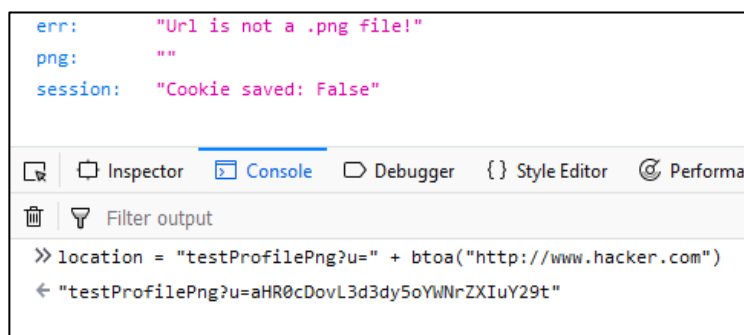 err: "Url is not a .png file!"
png: ""
session: "Cookie saved: False"
Inspector Console Debugger {} Style Editor Performa
Filter output
>> location = "testProfilePng?u=" + btoa("http://www.hacker.com")
← "testProfilePng?u=aHR0cDovL3d3dy5oYWNrZXIuY29t"